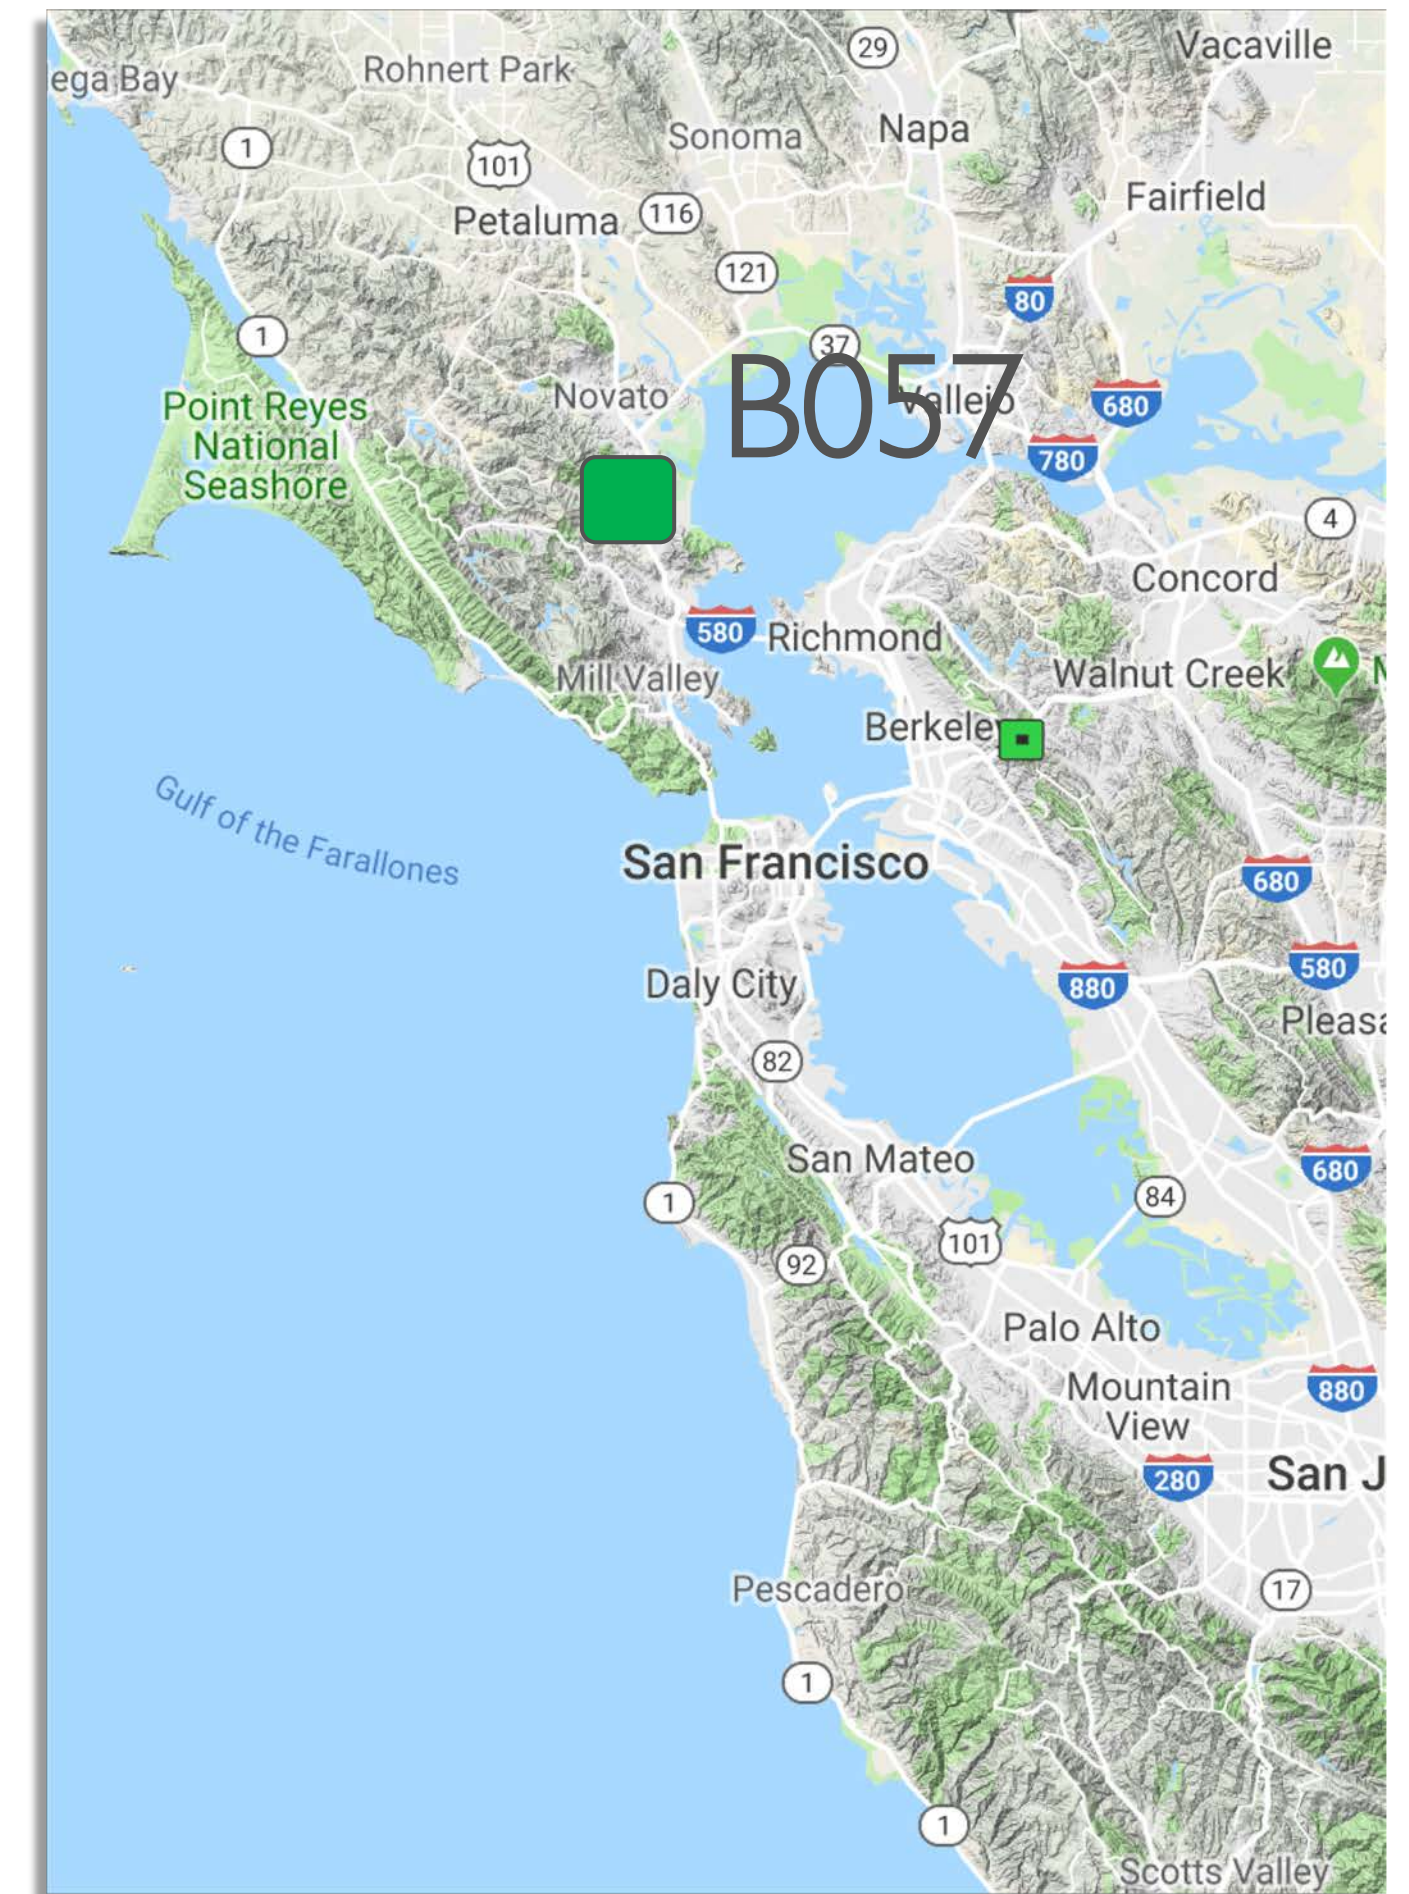 29
Vacaville
ega Bay
Rohnert Park
1
Sonoma
Napa
101
Fairfield
Petaluma
116
121
80
1
37
B057
Novato
Vallejo
680
Point Reyes
National
Seashore
780
4
Concord
580
Richmond
Walnut Creek
M
Mill Valley
Berkeley
Gulf of the Farallones
San Francisco
680
580
Daly City
880
Pleasa
82
San Mateo
680
1
84
101
92
Palo Alto
Mountain
View
880
280
San J
Pescadero
17
1
1
Scotts Valley